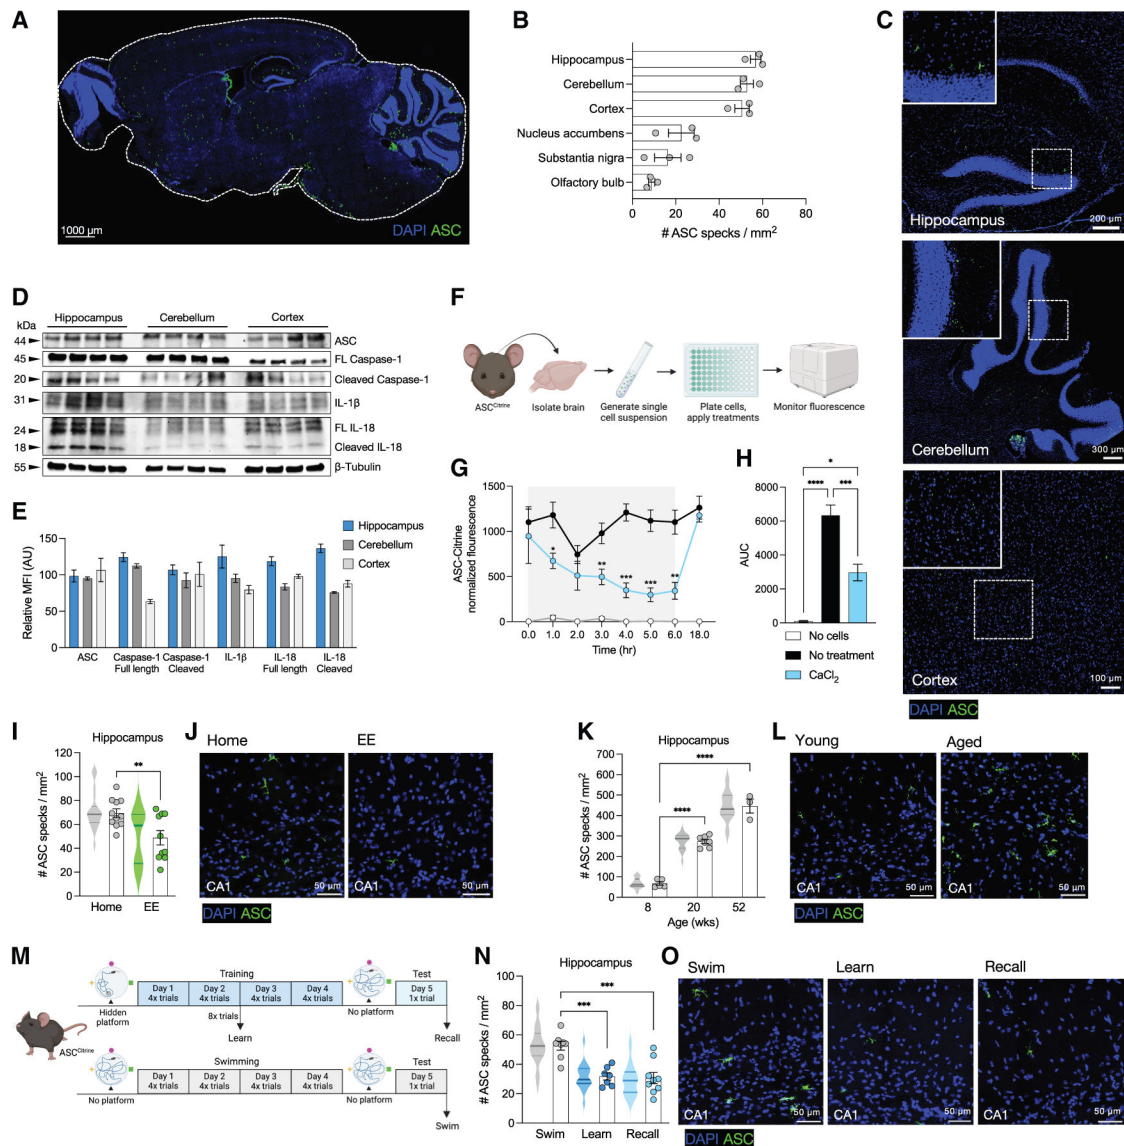 A
1000 µm
DAPI ASC
B
Hippocampus
Cerebellum
Cortex
Nucleus accumbens
Substantia nigra
Olfactory bulb
0 20 40 60 80
# ASC specks / mm²
C
Hippocampus
200 µm
Cerebellum
300 µm
Cortex
100 µm
DAPI ASC
D
kDa
Hippocampus Cerebellum Cortex
44 ASC
45 FL Caspase-1
20 Cleaved Caspase-1
31 IL-1β
24 FL IL-18
18 Cleaved IL-18
55 β-Tubulin
E
Relative MFI (AU)
150
100
50
0
Hippocampus
Cerebellum
Cortex
ASC Caspase-1 Caspase-1 IL-1β IL-18 IL-18
Full length Cleaved Full length Cleaved
F
ASCCitrine
Isolate brain
Generate single
cell suspension
Plate cells,
apply treatments
Monitor fluorescence
G
ASC-Citrine
normalized flourescence
1500
1000
500
0
* ** *** *** **
0.0 1.0 2.0 3.0 4.0 5.0 6.0 18.0
Time (hr)
H
AUC
8000
6000
4000
2000
0
*
**** ***
No cells
No treatment
CaCl₂
I
Hippocampus
# ASC specks / mm²
120
100
80
60
40
20
0
**
Home EE
J
Home EE
CA1 50 µm CA1 50 µm
DAPI ASC
K
Hippocampus
# ASC specks / mm²
700
600
500
400
300
200
100
0
****
****
8 20 52
Age (wks)
L
Young Aged
CA1 50 µm CA1 50 µm
DAPI ASC
M
ASCCitrine
Training Test
Day 1 Day 2 Day 3 Day 4 Day 5
4x trials 4x trials 4x trials 4x trials 1x trial
Hidden
platform
8x trials
Learn
No platform
Recall
Swimming Test
Day 1 Day 2 Day 3 Day 4 Day 5
4x trials 4x trials 4x trials 4x trials 1x trial
No platform No platform
Swim
N
Hippocampus
# ASC specks / mm²
100
80
60
40
20
0
***
***
Swim Learn Recall
O
Swim Learn Recall
CA1 50 µm CA1 50 µm CA1 50 µm
DAPI ASC